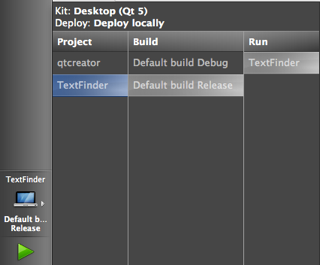 Kit: Desktop (Qt 5)
Deploy: Deploy locally
Project Build Run
qtcreator Default build Debug TextFinder
TextFinder Default build Release
TextFinder
Default b...
Release